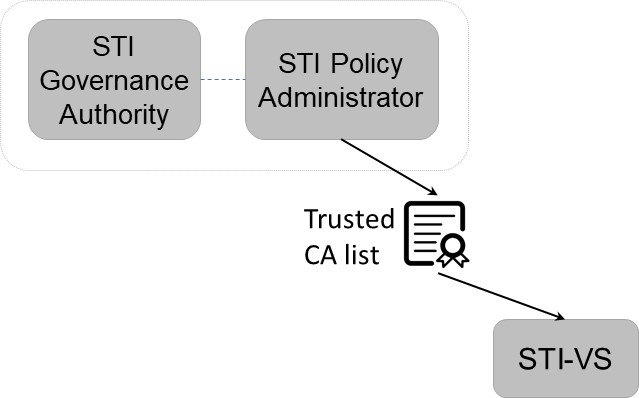 STI
Governance
Authority
STI Policy
Administrator
Trusted
CA list
STI-VS